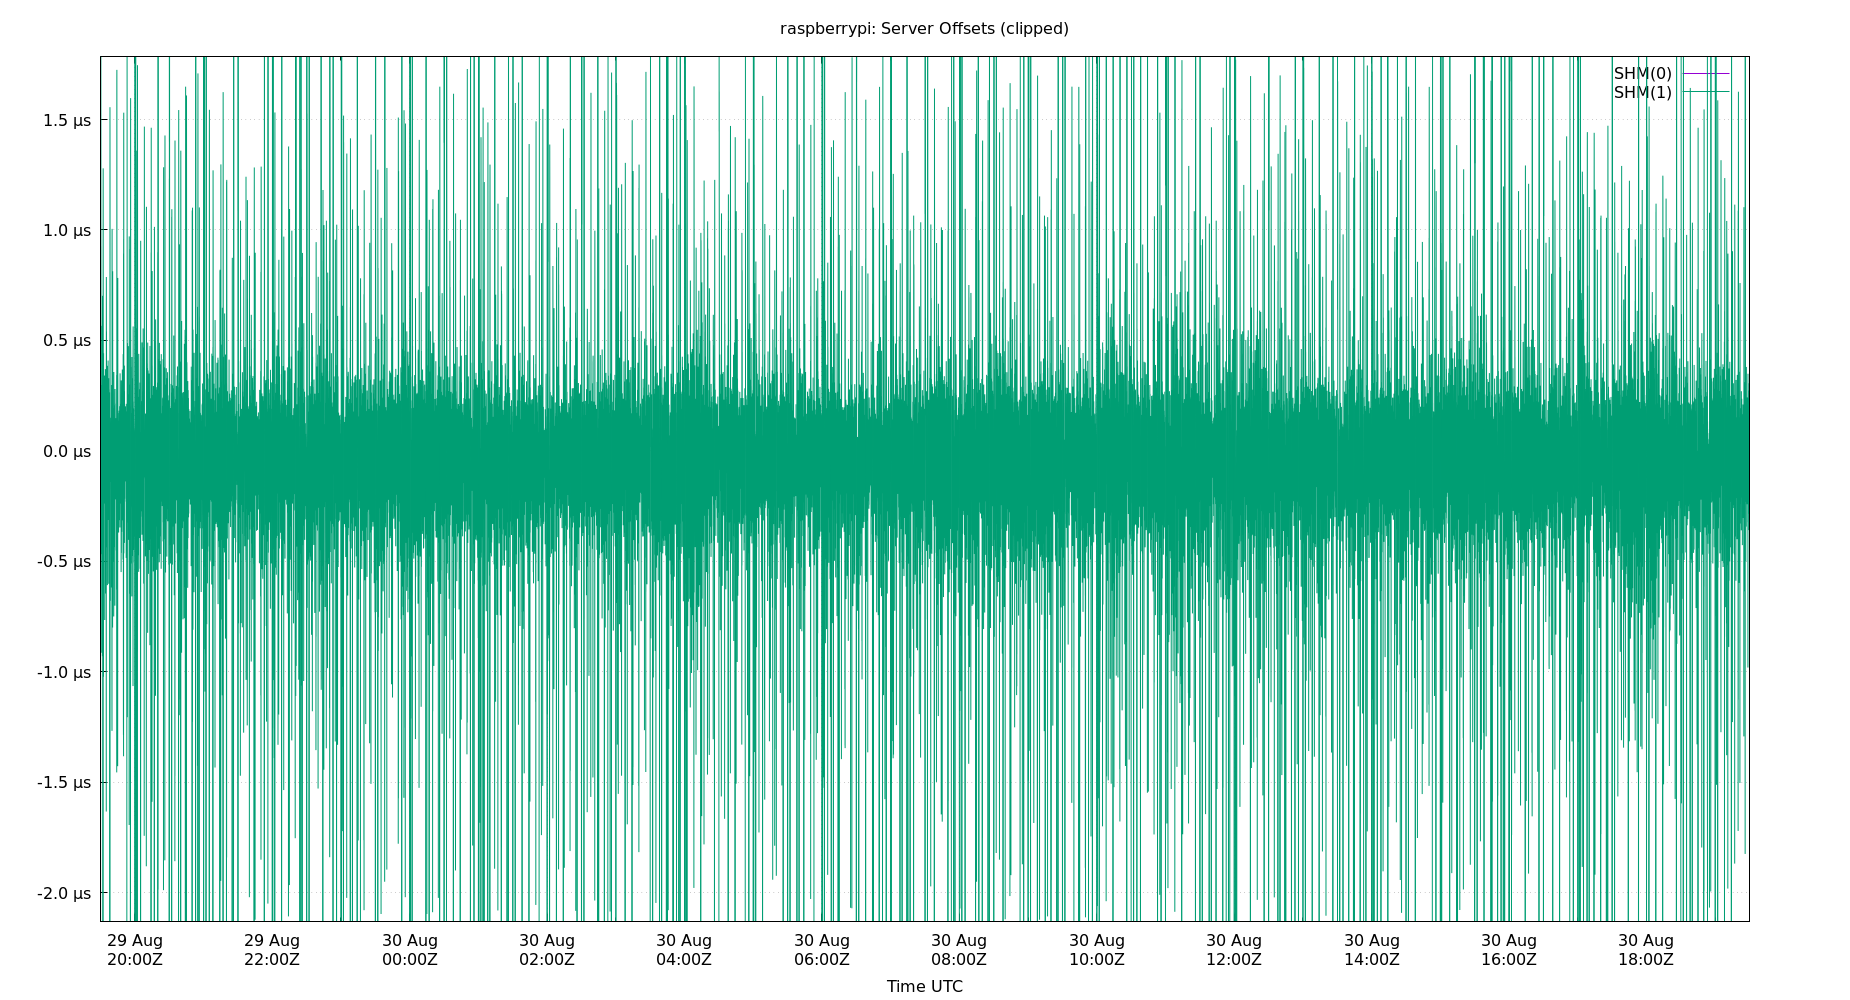 raspberrypi: Server Offsets (clipped)
SHM(0)
SHM(1)
1.5 µs
1.0 µs
0.5 µs
0.0 µs
-0.5 µs
-1.0 µs
-1.5 µs
-2.0 µs
29 Aug 29 Aug 30 Aug 30 Aug 30 Aug 30 Aug 30 Aug 30 Aug 30 Aug 30 Aug 30 Aug 30 Aug
20:00Z 22:00Z 00:00Z 02:00Z 04:00Z 06:00Z 08:00Z 10:00Z 12:00Z 14:00Z 16:00Z 18:00Z
Time UTC